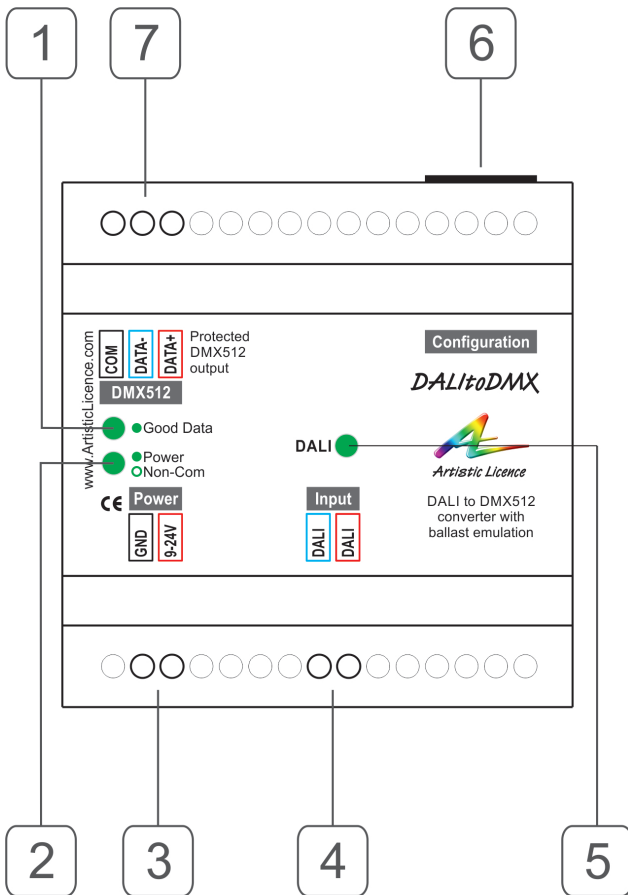 1
7
6
www.ArtisticLicence.com
COM
DATA-
DATA+
Protected
DMX512
output
DMX512
Good Data
Power
Non-Com
CE
Power
GND
9-24V
DALI
Input
DALI
DALI
Configuration
DALItoDMX
Artistic Licence
DALI to DMX512
converter with
ballast emulation
2
3
4
5